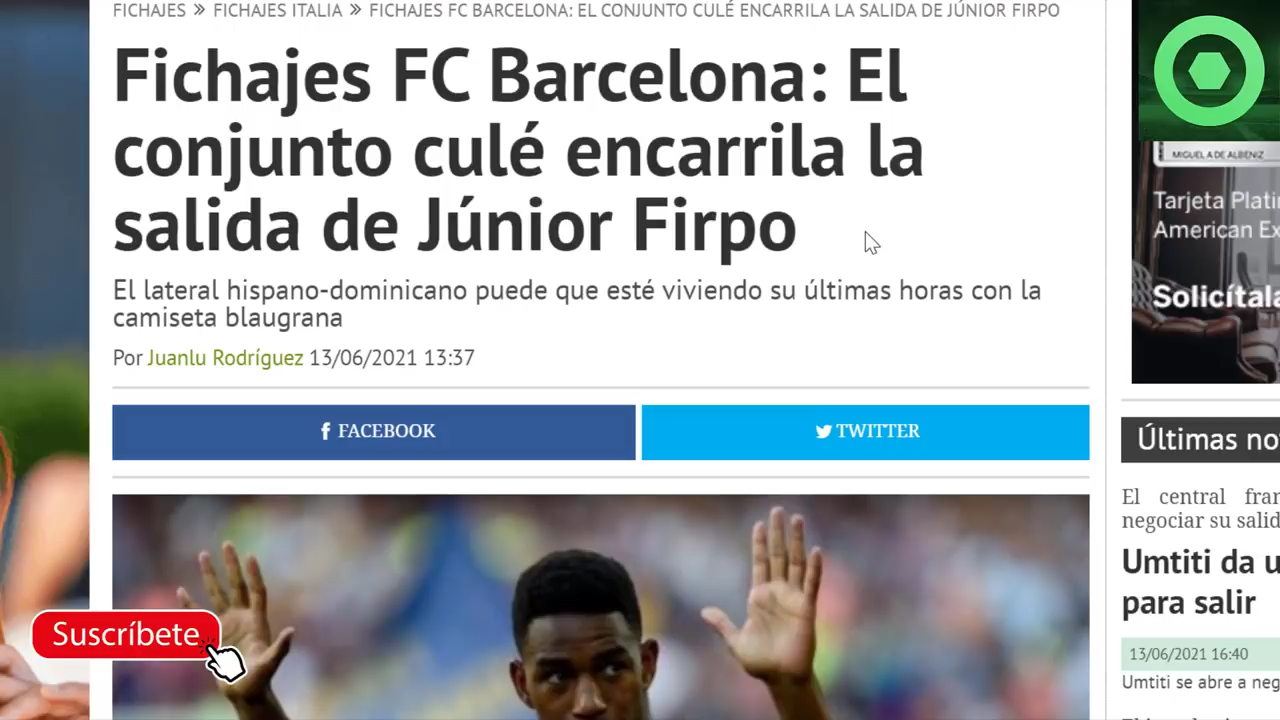 FICHAJES » FICHAJES ITALIA » FICHAJES FC BARCELONA: EL CONJUNTO CULÉ ENCARRILA LA SALIDA DE JÚNIOR FIRPO
Fichajes FC Barcelona: El
conjunto culé encarrila la
salida de Júnior Firpo
El lateral hispano-dominicano puede que esté viviendo su últimas horas con la
camiseta blaugrana
Por Juanlu Rodríguez 13/06/2021 13:37
FACEBOOK
TWITTER
Suscríbete
MIGUEL A DE ALBENIZ
Tarjeta Plati
American Ex
Solicítala
Últimas no
El central fran
negociar su salid
Umtiti da u
para salir
13/06/2021 16:40
Umtiti se abre a neg